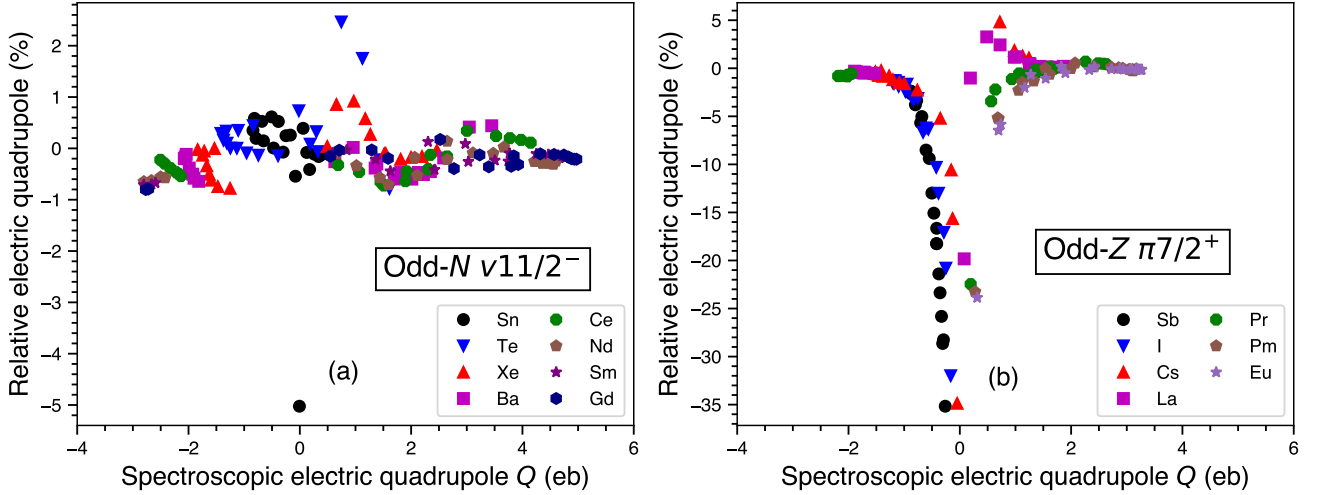 Relative electric quadrupole (%)
2
1
0
−1
−2
−3
−4
−5
−4
−2
0
2
4
6
Spectroscopic electric quadrupole Q (eb)
Odd-N v11/2⁻
(a)
Sn
Te
Xe
Ba
Ce
Nd
Sm
Gd
Relative electric quadrupole (%)
5
0
−5
−10
−15
−20
−25
−30
−35
−4
−2
0
2
4
6
Spectroscopic electric quadrupole Q (eb)
Odd-Z π7/2⁺
(b)
Sb
I
Cs
La
Pr
Pm
Eu